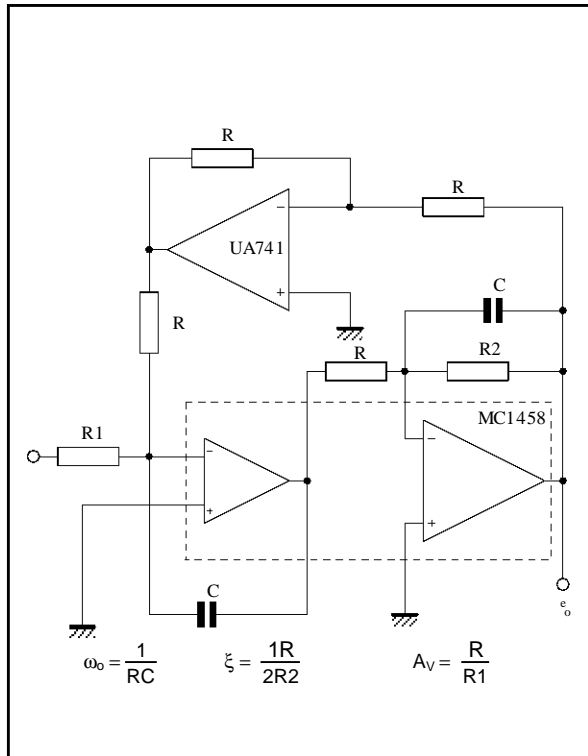 R
R
−
UA741
+
C
R
R
R2
MC1458
R1
−
−
+
+
C
e
o
ωo = 1/RC
ξ = 1R/2R2
AV = R/R1